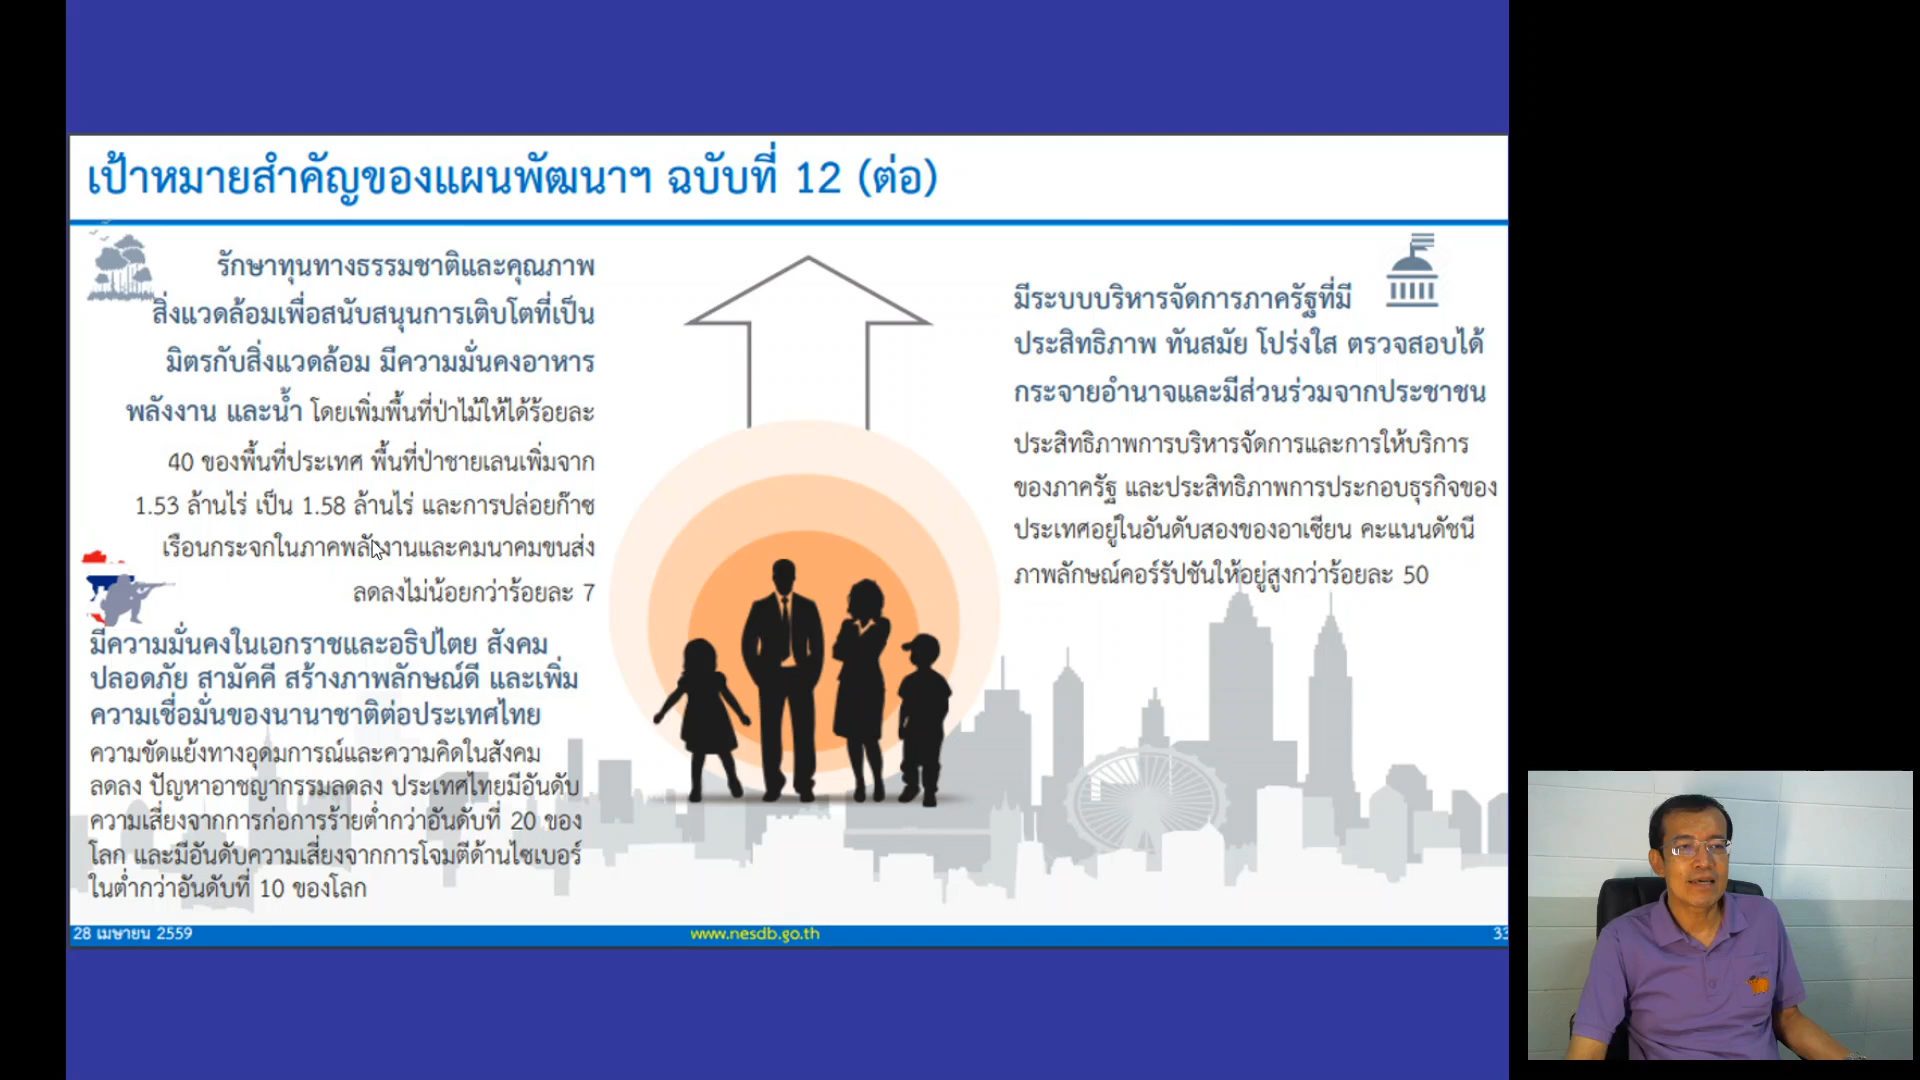 เป้าหมายสำคัญของแผนพัฒนาฯ ฉบับที่ 12 (ต่อ)
รักษาทุนทางธรรมชาติและคุณภาพ
สิ่งแวดล้อมเพื่อสนับสนุนการเติบโตที่เป็น
มิตรกับสิ่งแวดล้อม มีความมั่นคงอาหาร
พลังงาน และน้ำ โดยเพิ่มพื้นที่ป่าไม้ให้ได้ร้อยละ
40 ของพื้นที่ประเทศ พื้นที่ป่าชายเลนเพิ่มจาก
1.53 ล้านไร่ เป็น 1.58 ล้านไร่ และการปล่อยก๊าซ
เรือนกระจกในภาคพลังงานและคมนาคมขนส่ง
ลดลงไม่น้อยกว่าร้อยละ 7
มีความมั่นคงในเอกราชและอธิปไตย สังคม
ปลอดภัย สามัคคี สร้างภาพลักษณ์ดี และเพิ่ม
ความเชื่อมั่นของนานาชาติต่อประเทศไทย
ความขัดแย้งทางอุดมการณ์และความคิดในสังคม
ลดลง ปัญหาอาชญากรรมลดลง ประเทศไทยมีอันดับ
ความเสี่ยงจากการก่อการร้ายต่ำกว่าอันดับที่ 20 ของ
โลก และมีอันดับความเสี่ยงจากการโจมตีด้านไซเบอร์
ในต่ำกว่าอันดับที่ 10 ของโลก
มีระบบบริหารจัดการภาครัฐที่มี
ประสิทธิภาพ ทันสมัย โปร่งใส ตรวจสอบได้
กระจายอำนาจและมีส่วนร่วมจากประชาชน
ประสิทธิภาพการบริหารจัดการและการให้บริการ
ของภาครัฐ และประสิทธิภาพการประกอบธุรกิจของ
ประเทศอยู่ในอันดับสองของอาเซียน คะแนนดัชนี
ภาพลักษณ์คอร์รัปชันให้อยู่สูงกว่าร้อยละ 50
28 เมษายน 2559
www.nesdb.go.th
33